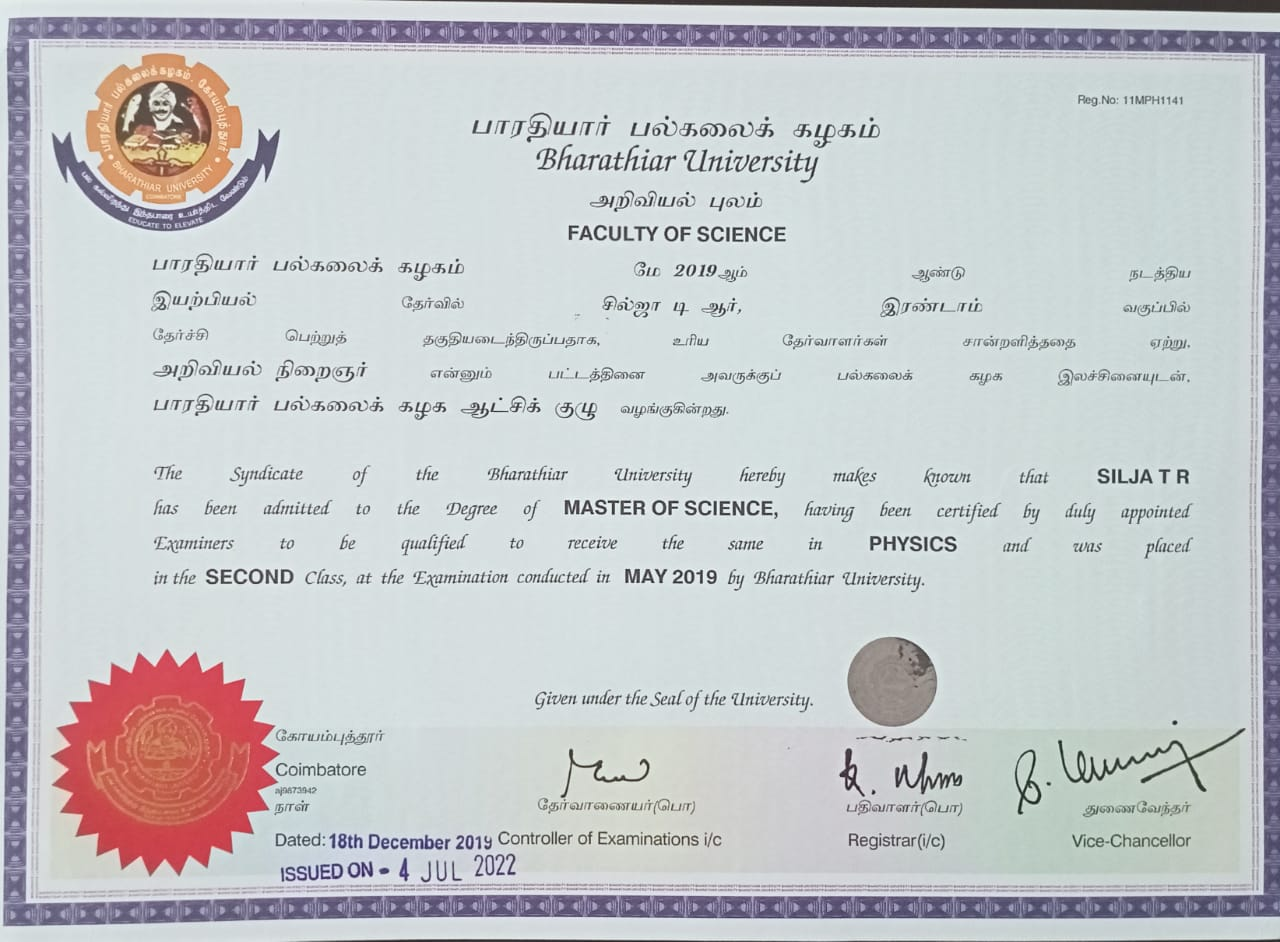 Reg.No: 11MPH1141
பாரதியார் பல்கலைக் கழகம், கோயம்புத்தூர்
BHARATHIAR UNIVERSITY
COIMBATORE
EDUCATE TO ELEVATE
பாரதியார் பல்கலைக் கழகம்
Bharathiar University
அறிவியல் புலம்
FACULTY OF SCIENCE
பாரதியார் பல்கலைக் கழகம் மே 2019ஆம் ஆண்டு நடத்திய
இயற்பியல் தேர்வில் சில்ஜா டி ஆர், இரண்டாம் வகுப்பில்
தேர்ச்சி பெற்றுத் தகுதியடைந்திருப்பதாக, உரிய தேர்வாளர்கள் சான்றளித்ததை ஏற்று,
அறிவியல் நிறைஞர் என்னும் பட்டத்தினை அவருக்குப் பல்கலைக் கழக இலச்சினையுடன்,
பாரதியார் பல்கலைக் கழக ஆட்சிக் குழு வழங்குகின்றது.
The Syndicate of the Bharathiar University hereby makes known that SILJA T R
has been admitted to the Degree of MASTER OF SCIENCE, having been certified by duly appointed
Examiners to be qualified to receive the same in PHYSICS and was placed
in the SECOND Class, at the Examination conducted in MAY 2019 by Bharathiar University.
Given under the Seal of the University.
கோயம்புத்தூர்
Coimbatore
aj9873942
நாள் தேர்வாணையர்(பொ) பதிவாளர்(பொ) துணைவேந்தர்
Dated: 18th December 2019 Controller of Examinations i/c Registrar(i/c) Vice-Chancellor
ISSUED ON - 4 JUL 2022